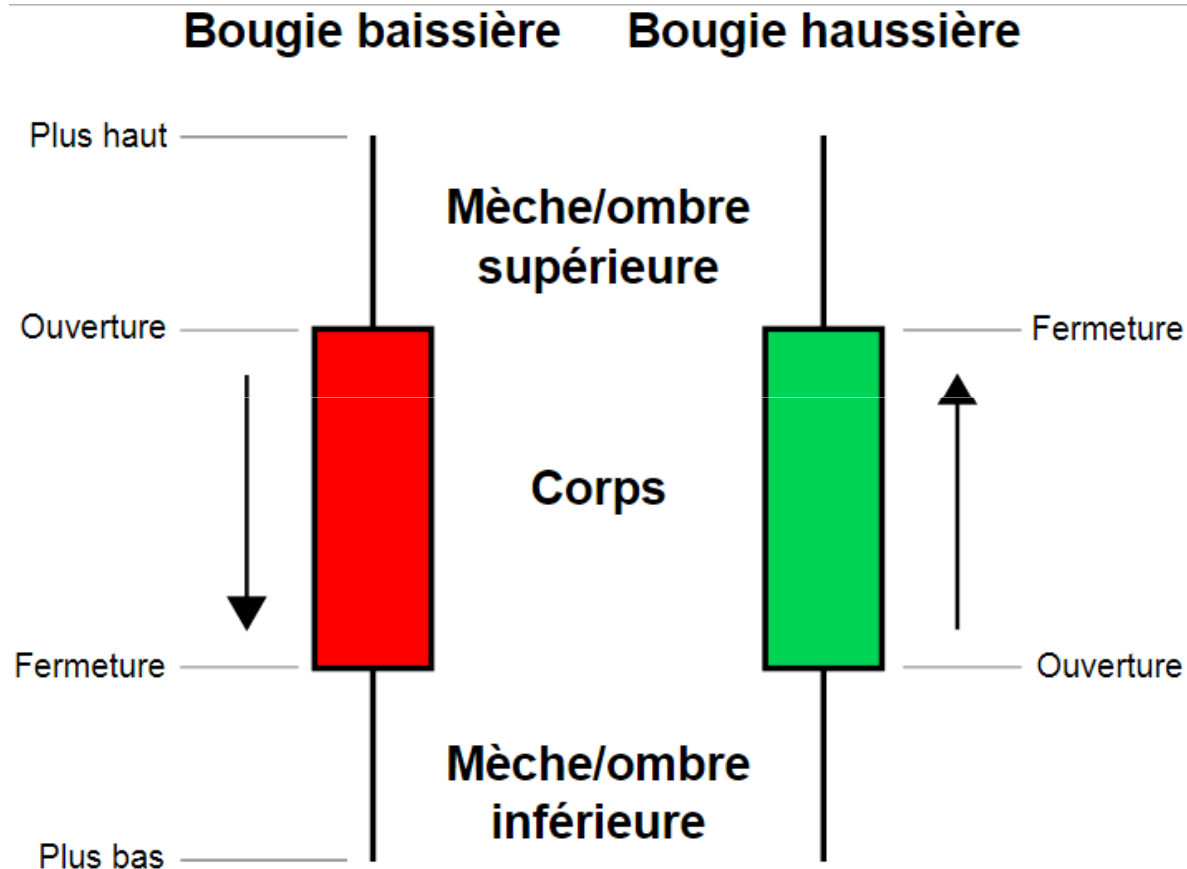 Bougie baissière
Bougie haussière
Plus haut
Mèche/ombre
supérieure
Ouverture
Fermeture
Corps
Fermeture
Ouverture
Mèche/ombre
inférieure
Plus bas